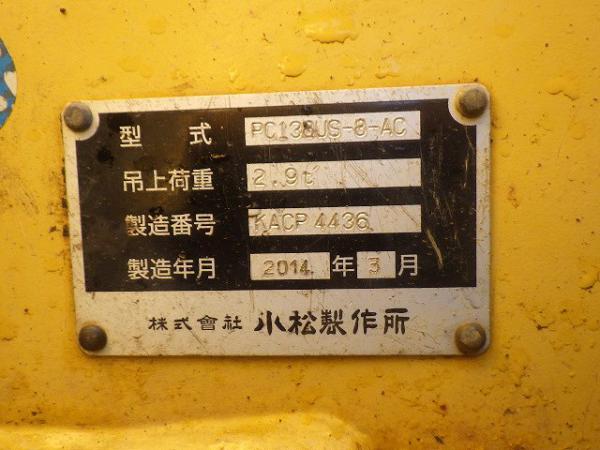 型 式 PC138US-8-AC
吊上荷重 2.9t
製造番号 KACP 4436
製造年月 2014 年 3 月
株式會社 小松製作所